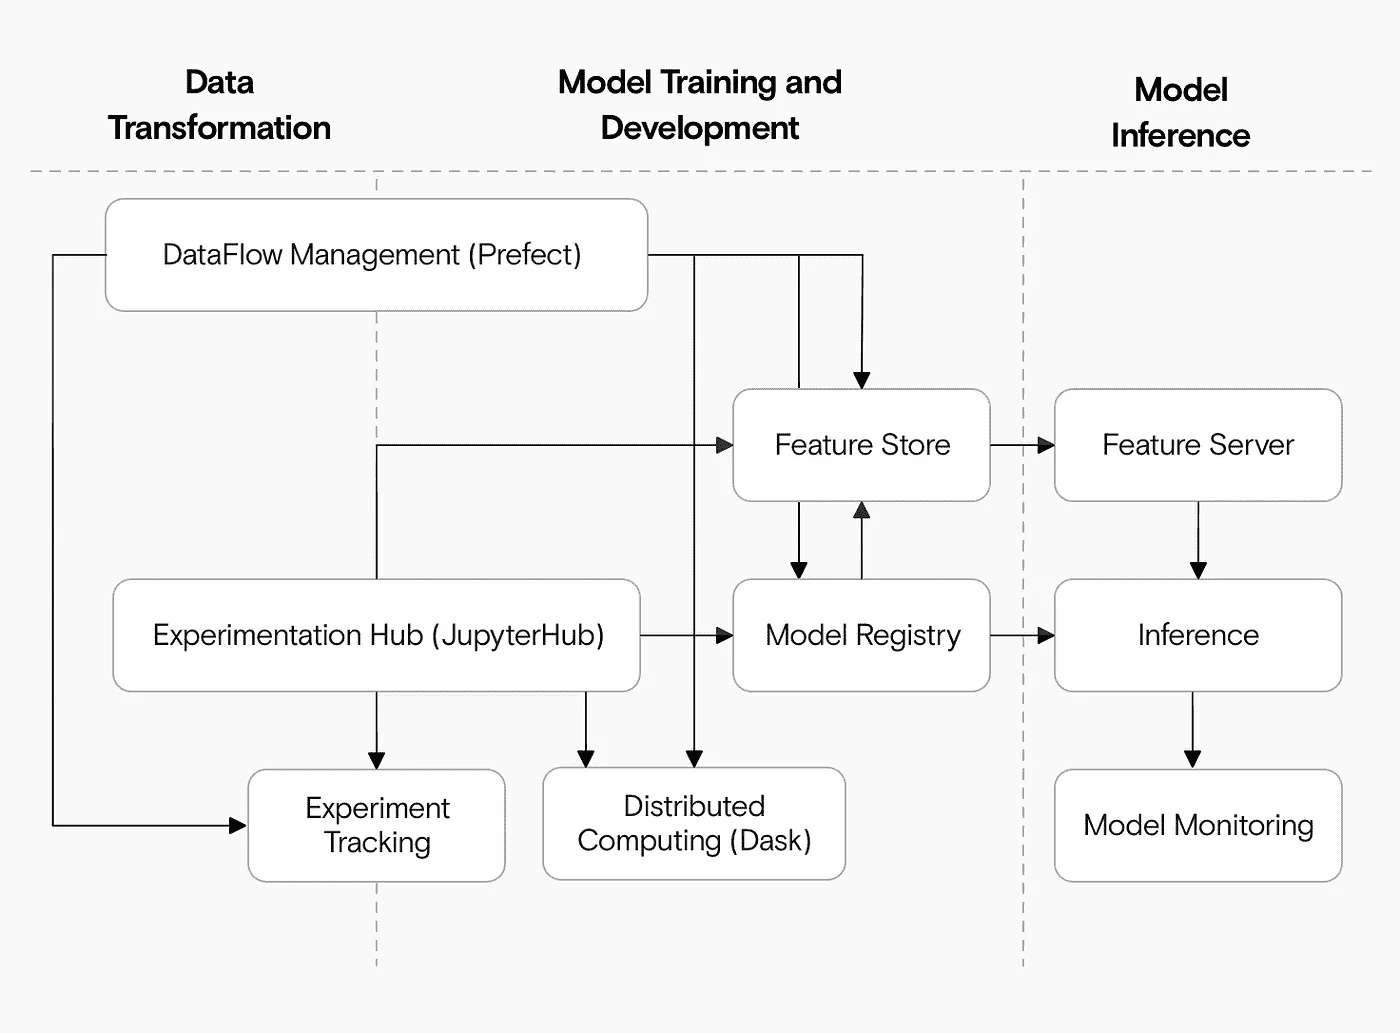 Data
Transformation
Model Training and
Development
Model
Inference
DataFlow Management (Prefect)
Feature Store
Feature Server
Experimentation Hub (JupyterHub)
Model Registry
Inference
Experiment
Tracking
Distributed
Computing (Dask)
Model Monitoring